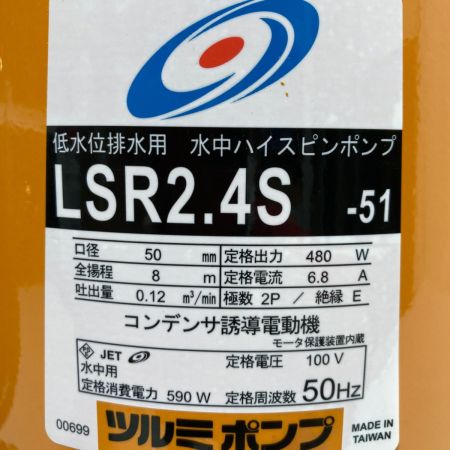 低水位排水用 水中ハイスピンポンプ
LSR2.4S -51
口径 50 mm 定格出力 480 W
全揚程 8 m 定格電流 6.8 A
吐出量 0.12 m³/min 極数 2P / 絶縁 E
コンデンサ誘導電動機
モータ保護装置内蔵
JET 定格電圧 100 V
水中用
定格消費電力 590 W 定格周波数 50Hz
00699 ツルミポンプ MADE IN
TAIWAN